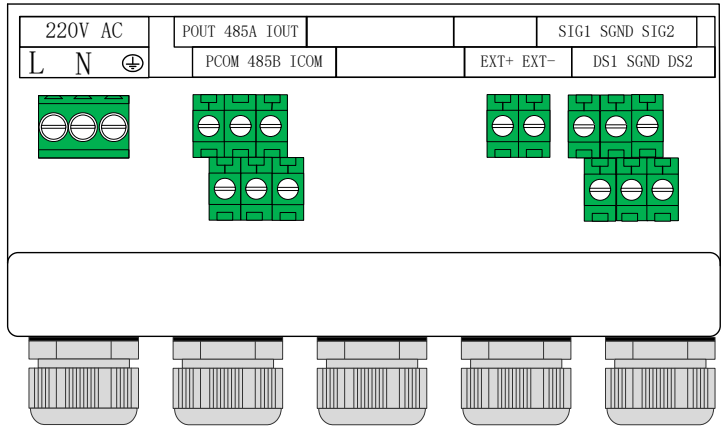 220V AC POUT 485A IOUT SIG1 SGND SIG2
L N ⏚ PCOM 485B ICOM EXT+ EXT- DS1 SGND DS2